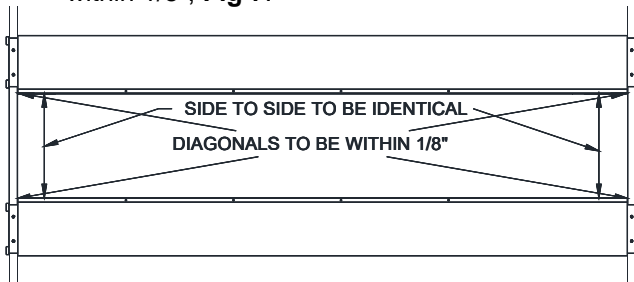 SIDE TO SIDE TO BE IDENTICAL
DIAGONALS TO BE WITHIN 1/8"